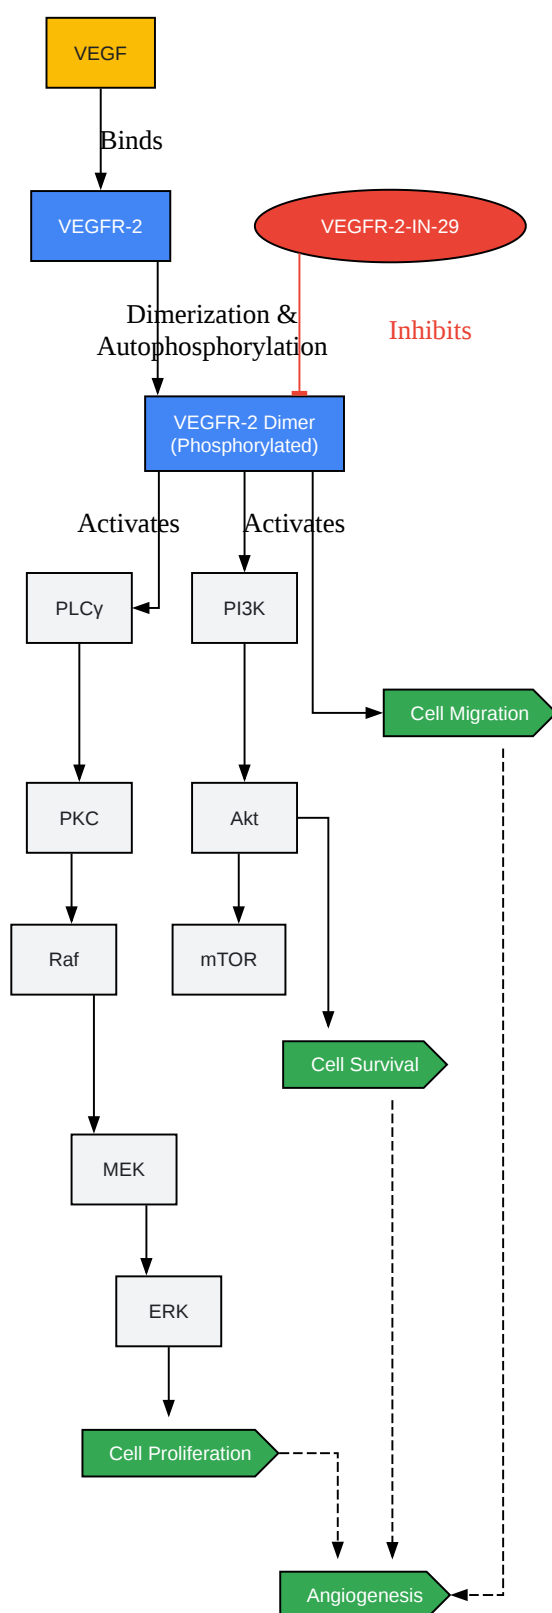 VEGF
Binds
VEGFR-2
VEGFR-2-IN-29
Dimerization &
Autophosphorylation
Inhibits
VEGFR-2 Dimer
(Phosphorylated)
Activates
Activates
PLCγ
PI3K
Cell Migration
PKC
Akt
Raf
mTOR
Cell Survival
MEK
ERK
Cell Proliferation
Angiogenesis